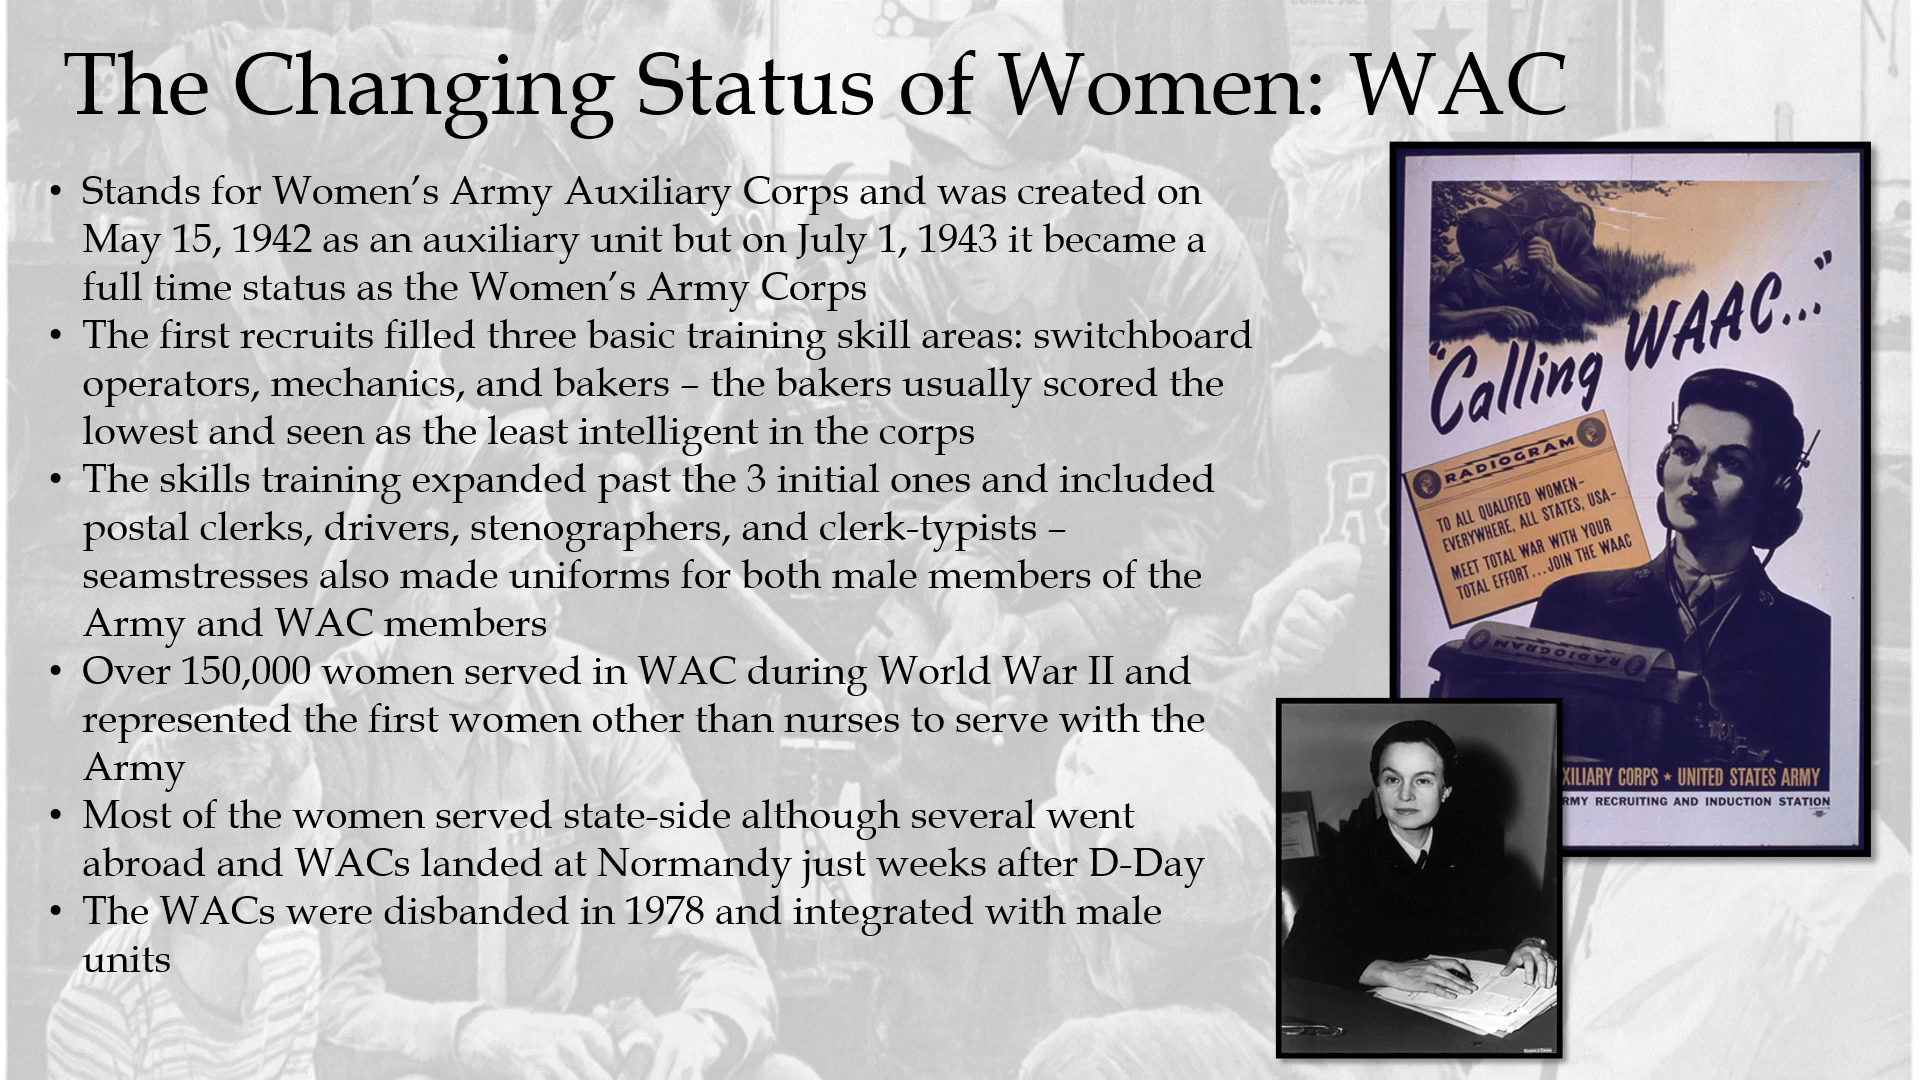 The Changing Status of Women: WAC
• Stands for Women’s Army Auxiliary Corps and was created on
May 15, 1942 as an auxiliary unit but on July 1, 1943 it became a
full time status as the Women’s Army Corps
• The first recruits filled three basic training skill areas: switchboard
operators, mechanics, and bakers – the bakers usually scored the
lowest and seen as the least intelligent in the corps
• The skills training expanded past the 3 initial ones and included
postal clerks, drivers, stenographers, and clerk-typists –
seamstresses also made uniforms for both male members of the
Army and WAC members
• Over 150,000 women served in WAC during World War II and
represented the first women other than nurses to serve with the
Army
• Most of the women served state-side although several went
abroad and WACs landed at Normandy just weeks after D-Day
• The WACs were disbanded in 1978 and integrated with male
units
“Calling WAAC...”
RADIOGRAM
TO ALL QUALIFIED WOMEN-
EVERYWHERE, ALL STATES, USA-
MEET TOTAL WAR WITH YOUR
TOTAL EFFORT...JOIN THE WAAC
RADIOGRAM
XILIARY CORPS ★ UNITED STATES ARMY
RMY RECRUITING AND INDUCTION STATION
R